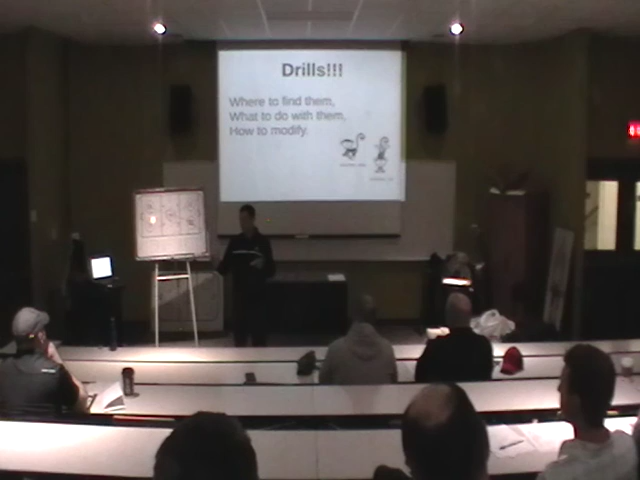 Drills!!!
Where to find them,
What to do with them,
How to modify.